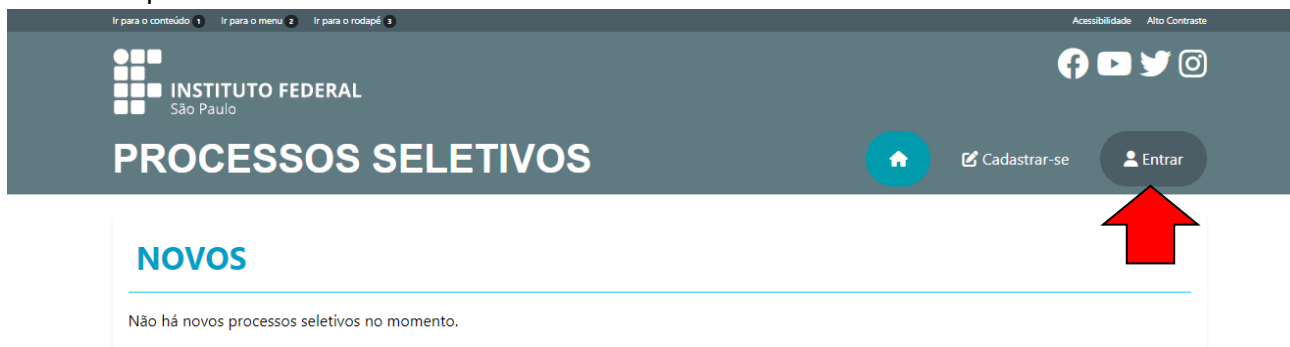 Ir para o conteúdo 1 Ir para o menu 2 Ir para o rodapé 3 Acessibilidade Alto Contraste
INSTITUTO FEDERAL
São Paulo
PROCESSOS SELETIVOS Cadastrar-se Entrar
NOVOS
Não há novos processos seletivos no momento.